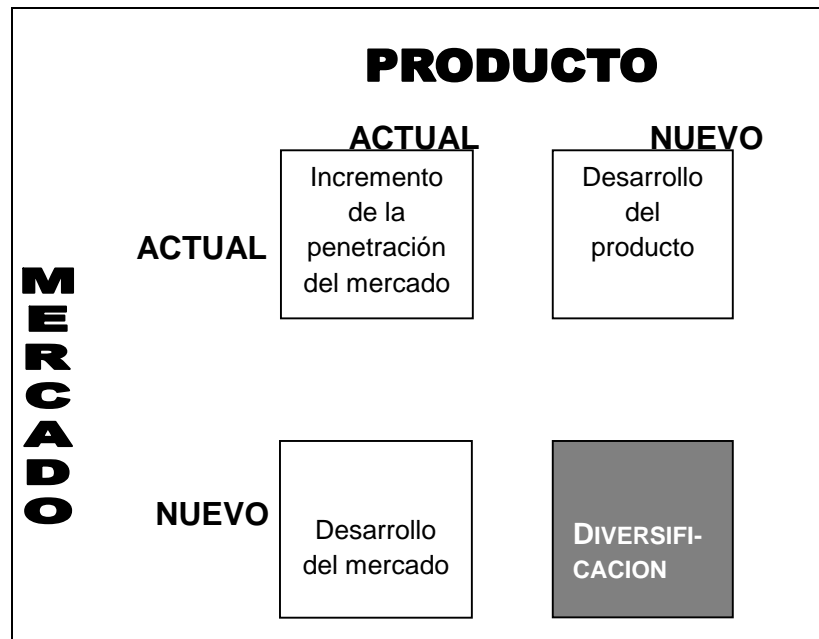 PRODUCTO
ACTUAL
NUEVO
MERCADO
ACTUAL
Incremento
de la
penetración
del mercado
Desarrollo
del
producto
NUEVO
Desarrollo
del mercado
DIVERSIFI-
CACION